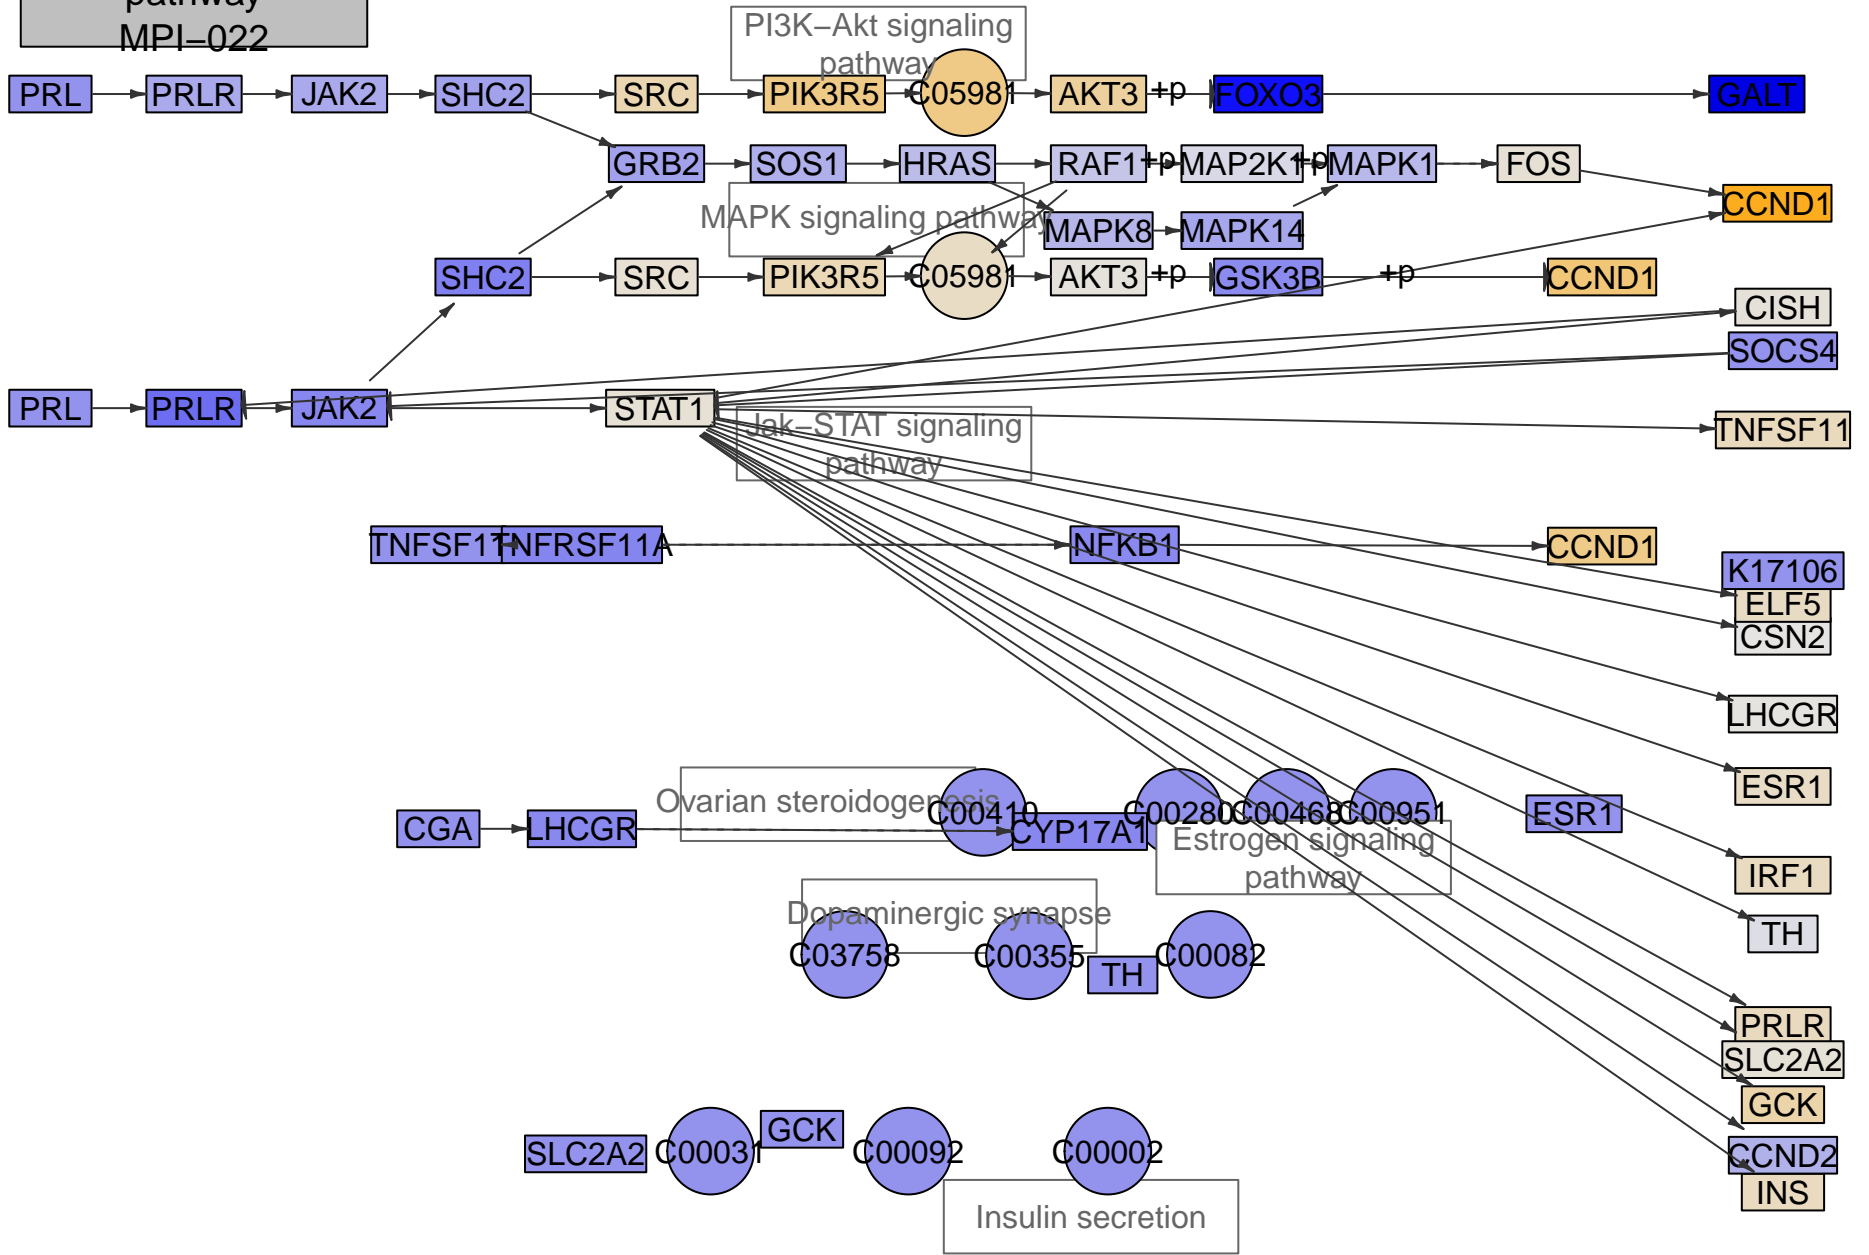 pathway
MPI−022
PI3K−Akt signaling
pathway
PRL
PRLR
JAK2
SHC2
SRC
PIK3R5
C05981
AKT3
+p
FOXO3
GALT
GRB2
SOS1
HRAS
RAF1
+p
MAP2K1
+p
MAPK1
FOS
CCND1
MAPK signaling pathway
MAPK8
MAPK14
SHC2
SRC
PIK3R5
C05981
AKT3
+p
GSK3B
+p
CCND1
CISH
SOCS4
PRL
PRLR
JAK2
STAT1
Jak−STAT signaling
pathway
TNFSF11
TNFSF11
TNFRSF11A
NFKB1
CCND1
K17106
ELF5
CSN2
LHCGR
ESR1
Ovarian steroidogenesis
C00410
C00280
C00468
C00951
ESR1
CGA
LHCGR
CYP17A1
Estrogen signaling
pathway
IRF1
Dopaminergic synapse
TH
C03758
C00355
TH
C00082
PRLR
SLC2A2
GCK
GCK
SLC2A2
C00031
C00092
C00002
CCND2
INS
Insulin secretion